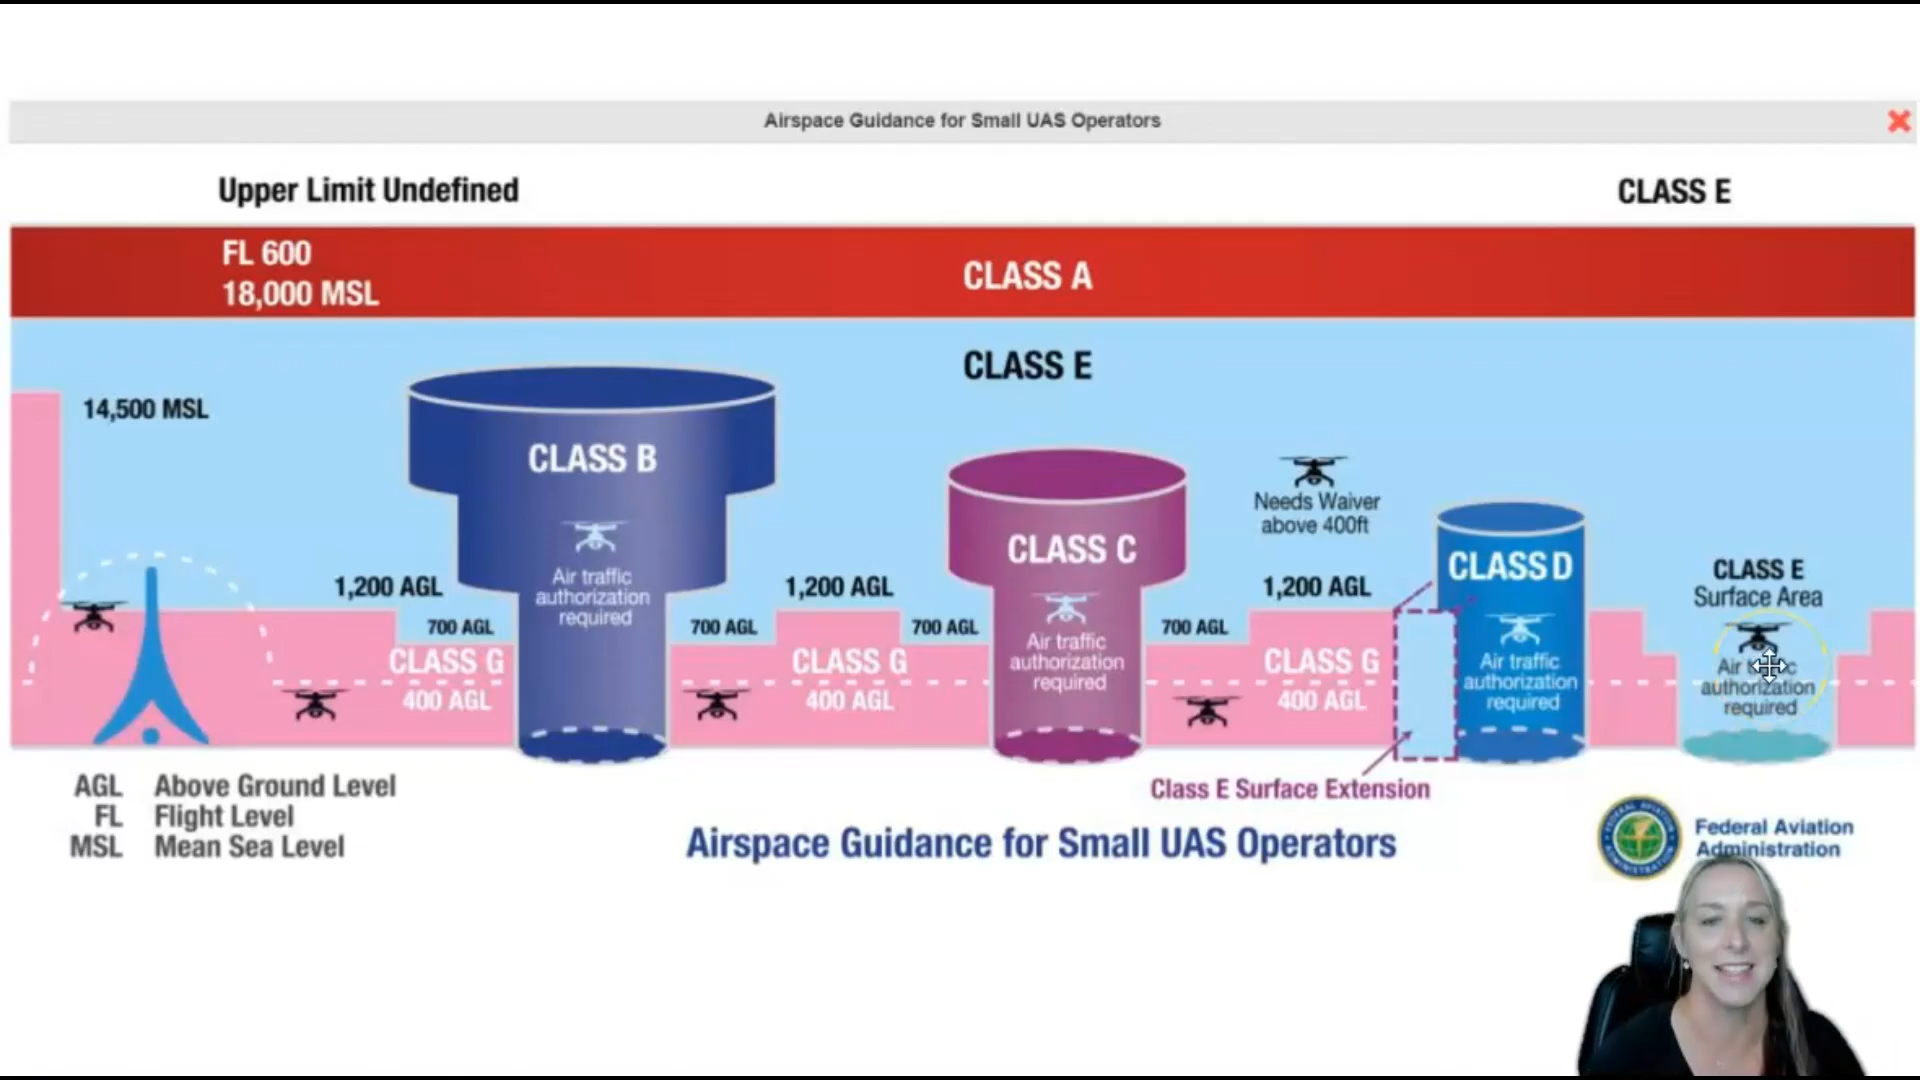 Airspace Guidance for Small UAS Operators
Upper Limit Undefined
CLASS E
FL 600
18,000 MSL
CLASS A
CLASS E
14,500 MSL
CLASS B
Air traffic
authorization
required
CLASS C
Air traffic
authorization
required
Needs Waiver
above 400ft
CLASS D
Air traffic
authorization
required
CLASS E
Surface Area
Air traffic
authorization
required
1,200 AGL
700 AGL
CLASS G
400 AGL
700 AGL
1,200 AGL
700 AGL
CLASS G
400 AGL
700 AGL
1,200 AGL
CLASS G
400 AGL
Class E Surface Extension
AGL Above Ground Level
FL Flight Level
MSL Mean Sea Level
Airspace Guidance for Small UAS Operators
Federal Aviation
Administration